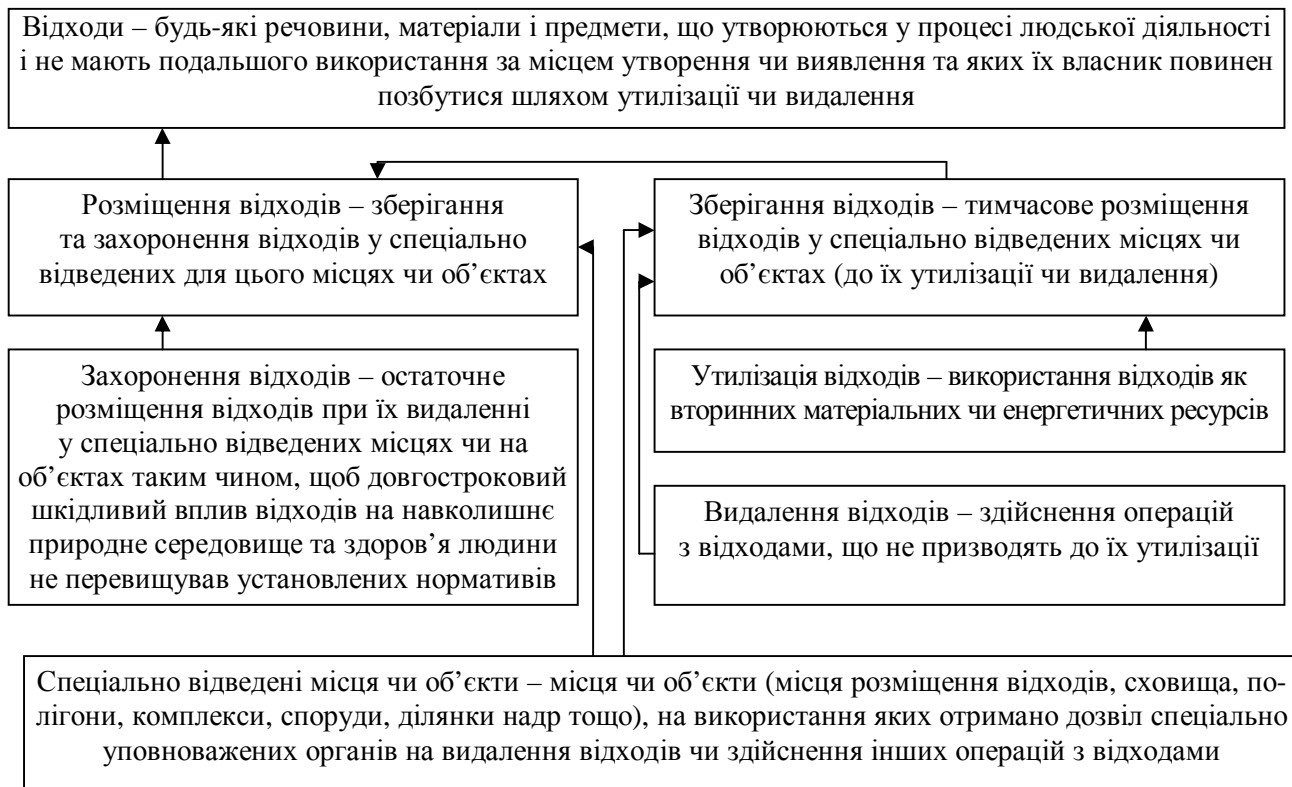 Відходи – будь-які речовини, матеріали і предмети, що утворюються у процесі людської діяльності
і не мають подальшого використання за місцем утворення чи виявлення та яких їх власник повинен
позбутися шляхом утилізації чи видалення
Розміщення відходів – зберігання
та захоронення відходів у спеціально
відведених для цього місцях чи об’єктах
Зберігання відходів – тимчасове розміщення
відходів у спеціально відведених місцях чи
об’єктах (до їх утилізації чи видалення)
Захоронення відходів – остаточне
розміщення відходів при їх видаленні
у спеціально відведених місцях чи на
об’єктах таким чином, щоб довгостроковий
шкідливий вплив відходів на навколишнє
природне середовище та здоров’я людини
не перевищував установлених нормативів
Утилізація відходів – використання відходів як
вторинних матеріальних чи енергетичних ресурсів
Видалення відходів – здійснення операцій
з відходами, що не призводять до їх утилізації
Спеціально відведені місця чи об’єкти – місця чи об’єкти (місця розміщення відходів, сховища, по-
лігони, комплекси, споруди, ділянки надр тощо), на використання яких отримано дозвіл спеціально
уповноважених органів на видалення відходів чи здійснення інших операцій з відходами